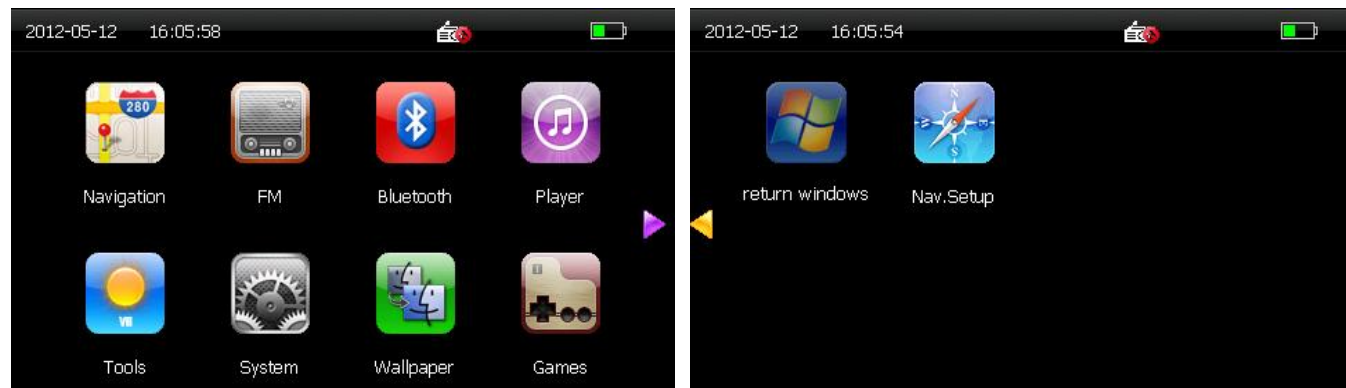 2012-05-12 16:05:58
280
Navigation FM Bluetooth Player
VII
Tools System Wallpaper Games
2012-05-12 16:05:54
N
W E
S
return windows Nav.Setup